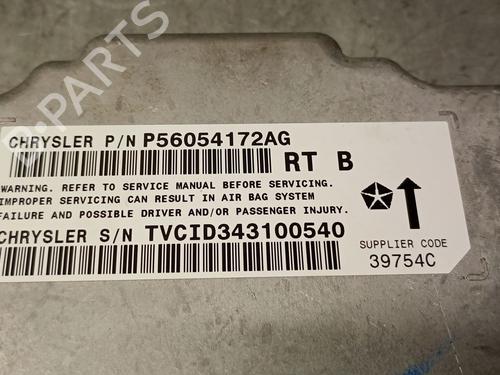 B-PARTS
CHRYSLER P/N P56054172AG
RT B
WARNING. REFER TO SERVICE MANUAL BEFORE SERVICING.
IMPROPER SERVICING CAN RESULT IN AIR BAG SYSTEM
FAILURE AND POSSIBLE DRIVER AND/OR PASSENGER INJURY.
CHRYSLER S/N TVCID343100540
SUPPLIER CODE
39754C